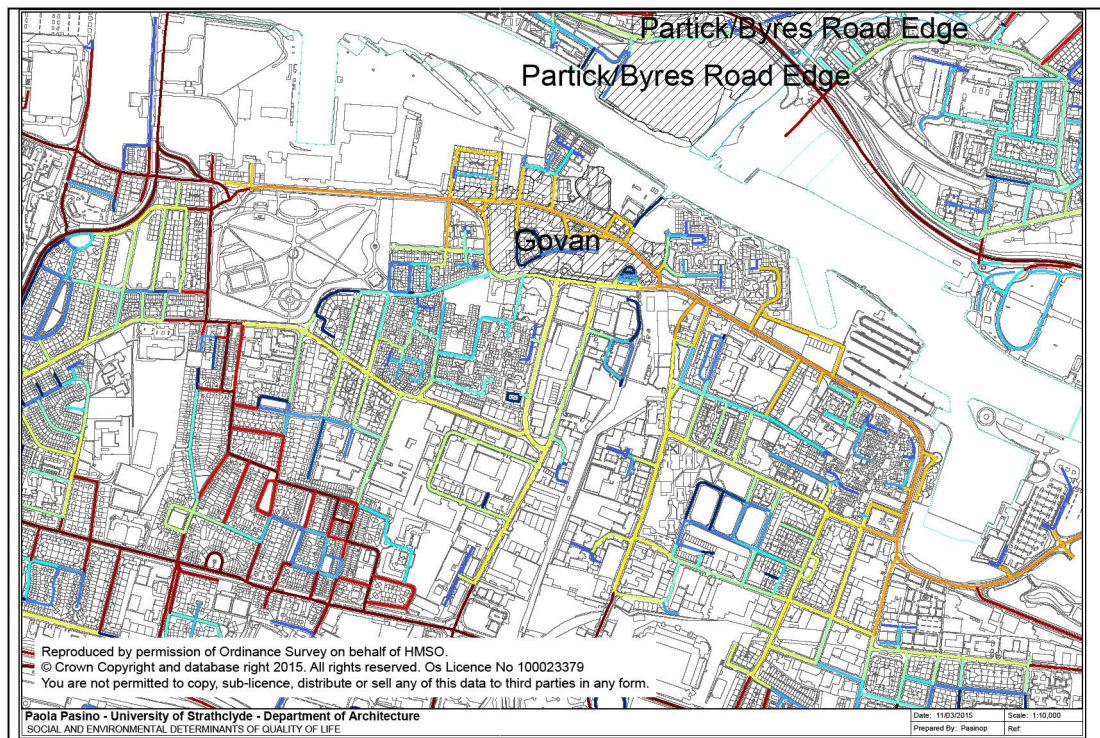 Partick/Byres Road Edge
Partick/Byres Road Edge
Govan
Reproduced by permission of Ordinance Survey on behalf of HMSO.
© Crown Copyright and database right 2015. All rights reserved. Os Licence No 100023379
You are not permitted to copy, sub-licence, distribute or sell any of this data to third parties in any form.
Paola Pasino - University of Strathclyde - Department of Architecture
SOCIAL AND ENVIRONMENTAL DETERMINANTS OF QUALITY OF LIFE
Date: 11/03/2015
Scale: 1:10,000
Prepared By: Pasinop
Ref: